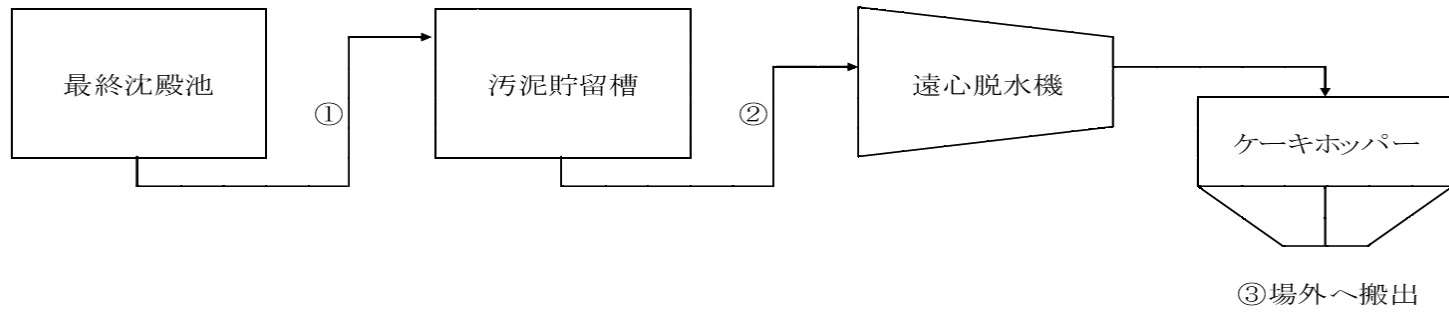 最終沈殿池
①
汚泥貯留槽
②
遠心脱水機
ケーキホッパー
③場外へ搬出